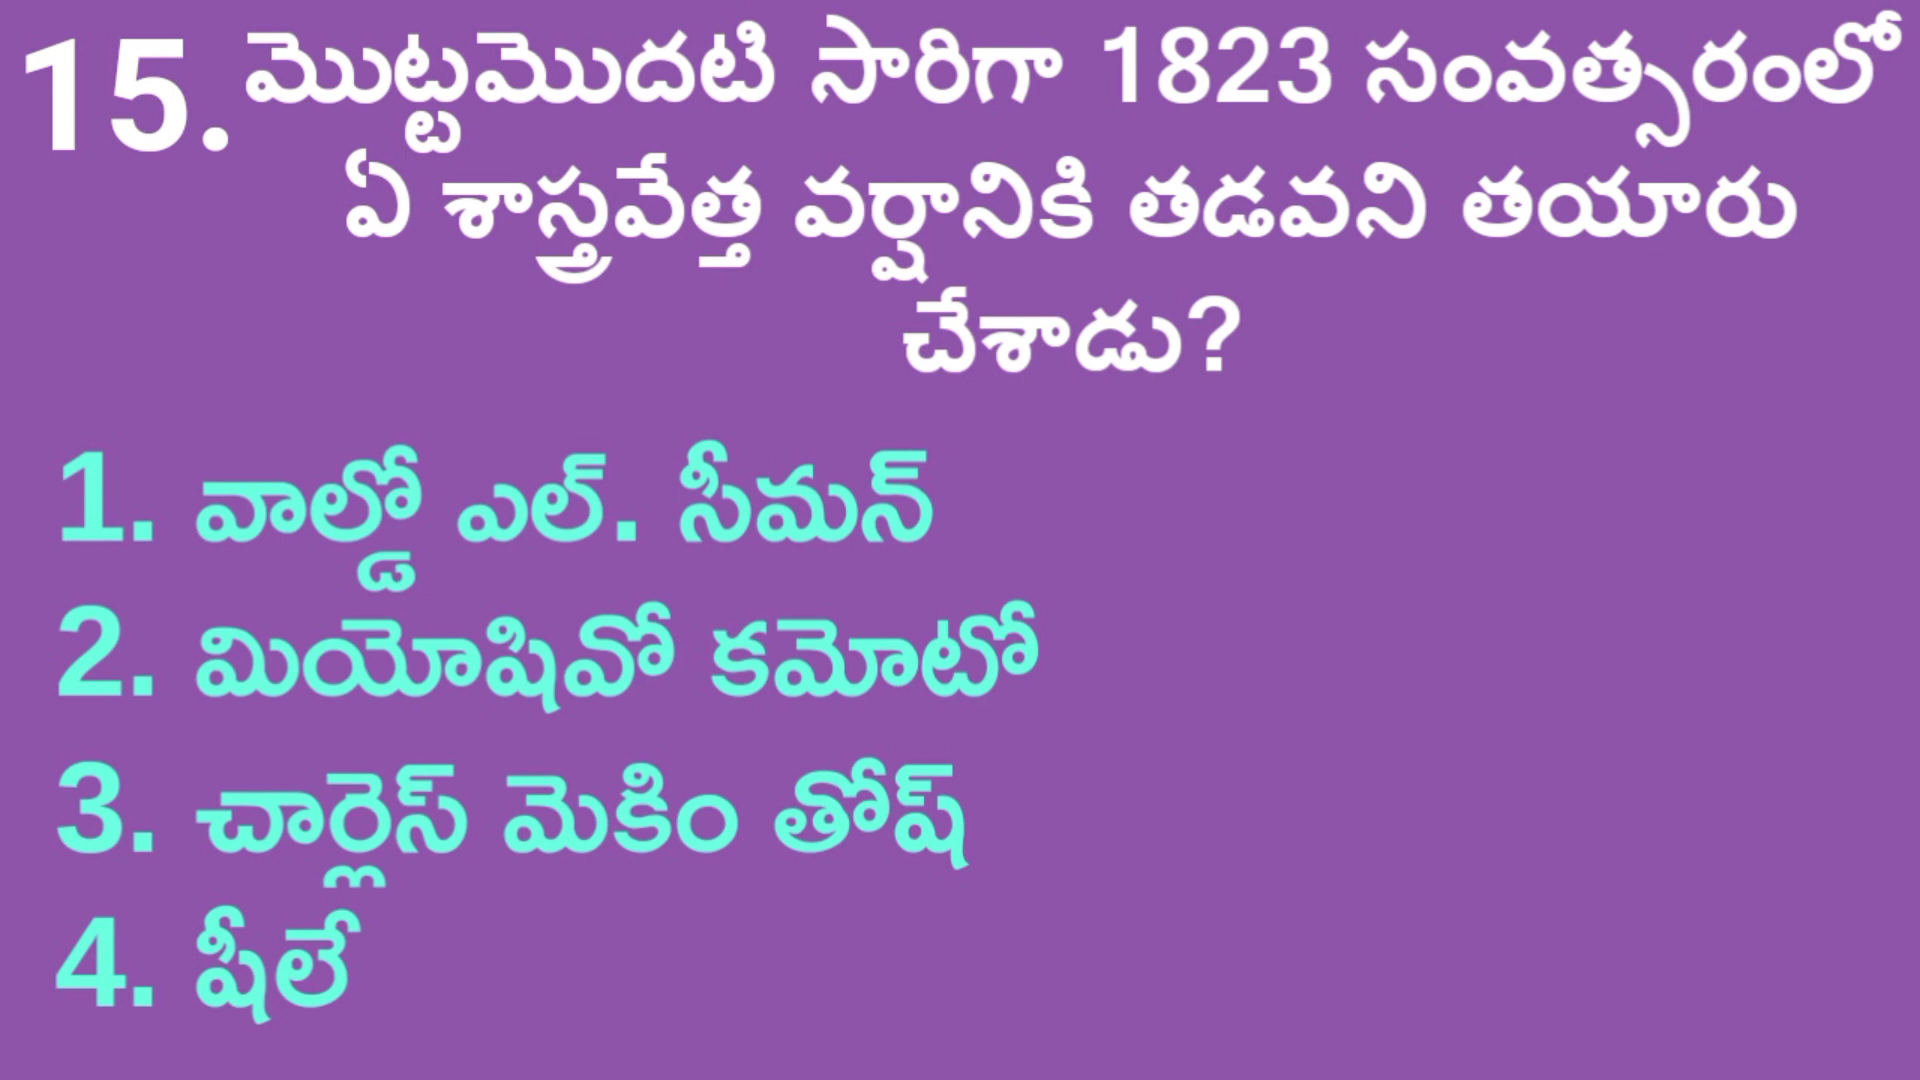 15. మొట్టమొదటి సారిగా 1823 సంవత్సరంలో
ఏ శాస్త్రవేత్త వర్షానికి తడవని తయారు
చేశాడు?
1. వాల్డో ఎల్. సీమన్
2. మియోషివో కమోటో
3. చార్లెస్ మెకిం తోష్
4. షీలే